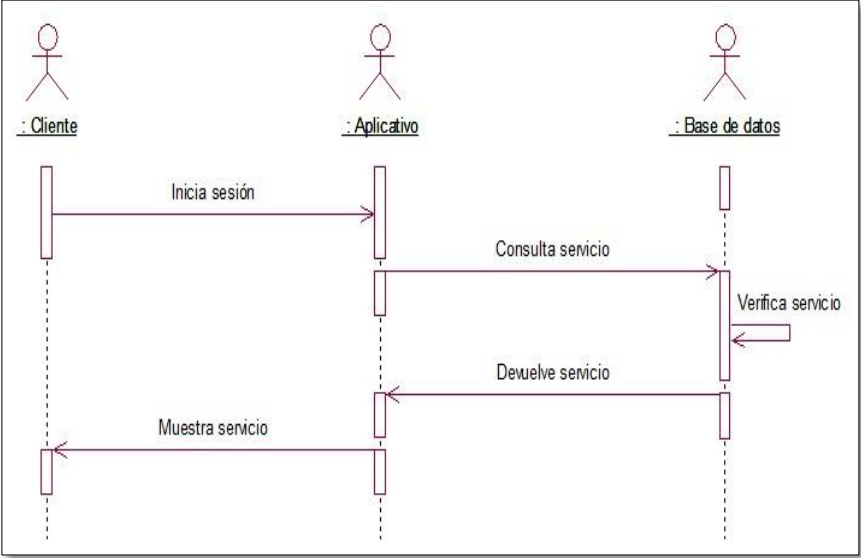 : Cliente
: Aplicativo
: Base de datos
Inicia sesión
Consulta servicio
Verifica servicio
Devuelve servicio
Muestra servicio